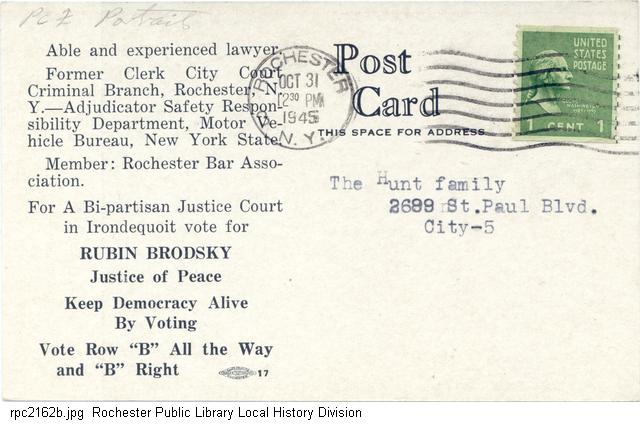 PC 2 Portrait
Able and experienced lawyer.
Former Clerk City Court
Criminal Branch, Rochester, N.
Y.—Adjudicator Safety Respon-
sibility Department, Motor Ve-
hicle Bureau, New York State
Member: Rochester Bar Asso-
ciation.
For A Bi-partisan Justice Court
in Irondequoit vote for
RUBIN BRODSKY
Justice of Peace
Keep Democracy Alive
By Voting
Vote Row "B" All the Way
and "B" Right
17
ROCHESTER
OCT 31
2 30 PM
1945
N. Y.
Post
Card
THIS SPACE FOR ADDRESS
UNITED
STATES
POSTAGE
CENT 1
The Hunt family
2699 St.Paul Blvd.
City-5
rpc2162b.jpg Rochester Public Library Local History Division